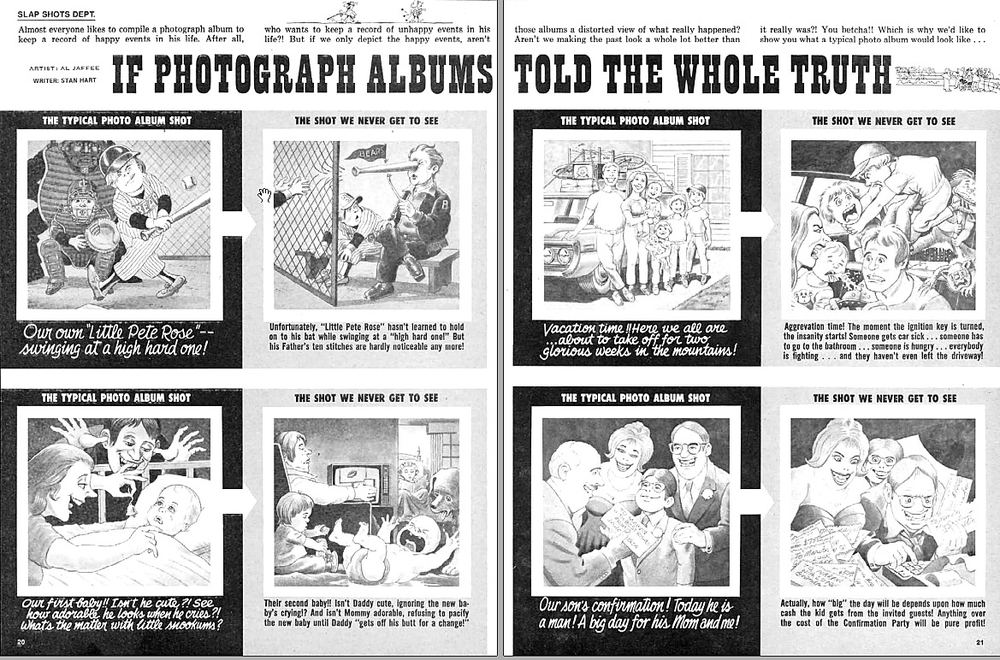 SLAP SHOTS DEPT.
Almost everyone likes to compile a photograph album to
keep a record of happy events in his life. After all,
who wants to keep a record of unhappy events in his
life?! But if we only depict the happy events, aren't
those albums a distorted view of what really happened?
Aren't we making the past look a whole lot better than
it really was?! You betcha!! Which is why we'd like to
show you what a typical photo album would look like . . .
ARTIST: AL JAFFEE
WRITER: STAN HART
IF PHOTOGRAPH ALBUMS TOLD THE WHOLE TRUTH
THE TYPICAL PHOTO ALBUM SHOT
Our own "Little Pete Rose"--
swinging at a high hard one!
THE SHOT WE NEVER GET TO SEE
BEARS
Unfortunately, "Little Pete Rose" hasn't learned to hold
on to his bat while swinging at a "high hard one!" But
his Father's ten stitches are hardly noticeable any more!
THE TYPICAL PHOTO ALBUM SHOT
Vacation time!! Here we all are
...about to take off for two
glorious weeks in the mountains!
THE SHOT WE NEVER GET TO SEE
Aggrevation time! The moment the ignition key is turned,
the insanity starts! Someone gets car sick . . . someone has
to go to the bathroom . . . someone is hungry . . . everybody
is fighting . . . and they haven't even left the driveway!
THE TYPICAL PHOTO ALBUM SHOT
Our first baby!! Isn't he cute?! See
how adorable he looks when he cries?!
What's the matter with little snookums?
THE SHOT WE NEVER GET TO SEE
Their second baby!! Isn't Daddy cute, ignoring the new ba-
by's crying!? And isn't Mommy adorable, refusing to pacify
the new baby until Daddy "gets off his butt for a change!"
THE TYPICAL PHOTO ALBUM SHOT
Our son's confirmation! Today he is
a man! A big day for his Mom and me!
THE SHOT WE NEVER GET TO SEE
Actually, how "big" the day will be depends upon how much
cash the kid gets from the invited guests! Anything over
the cost of the Confirmation Party will be pure profit!
20
21